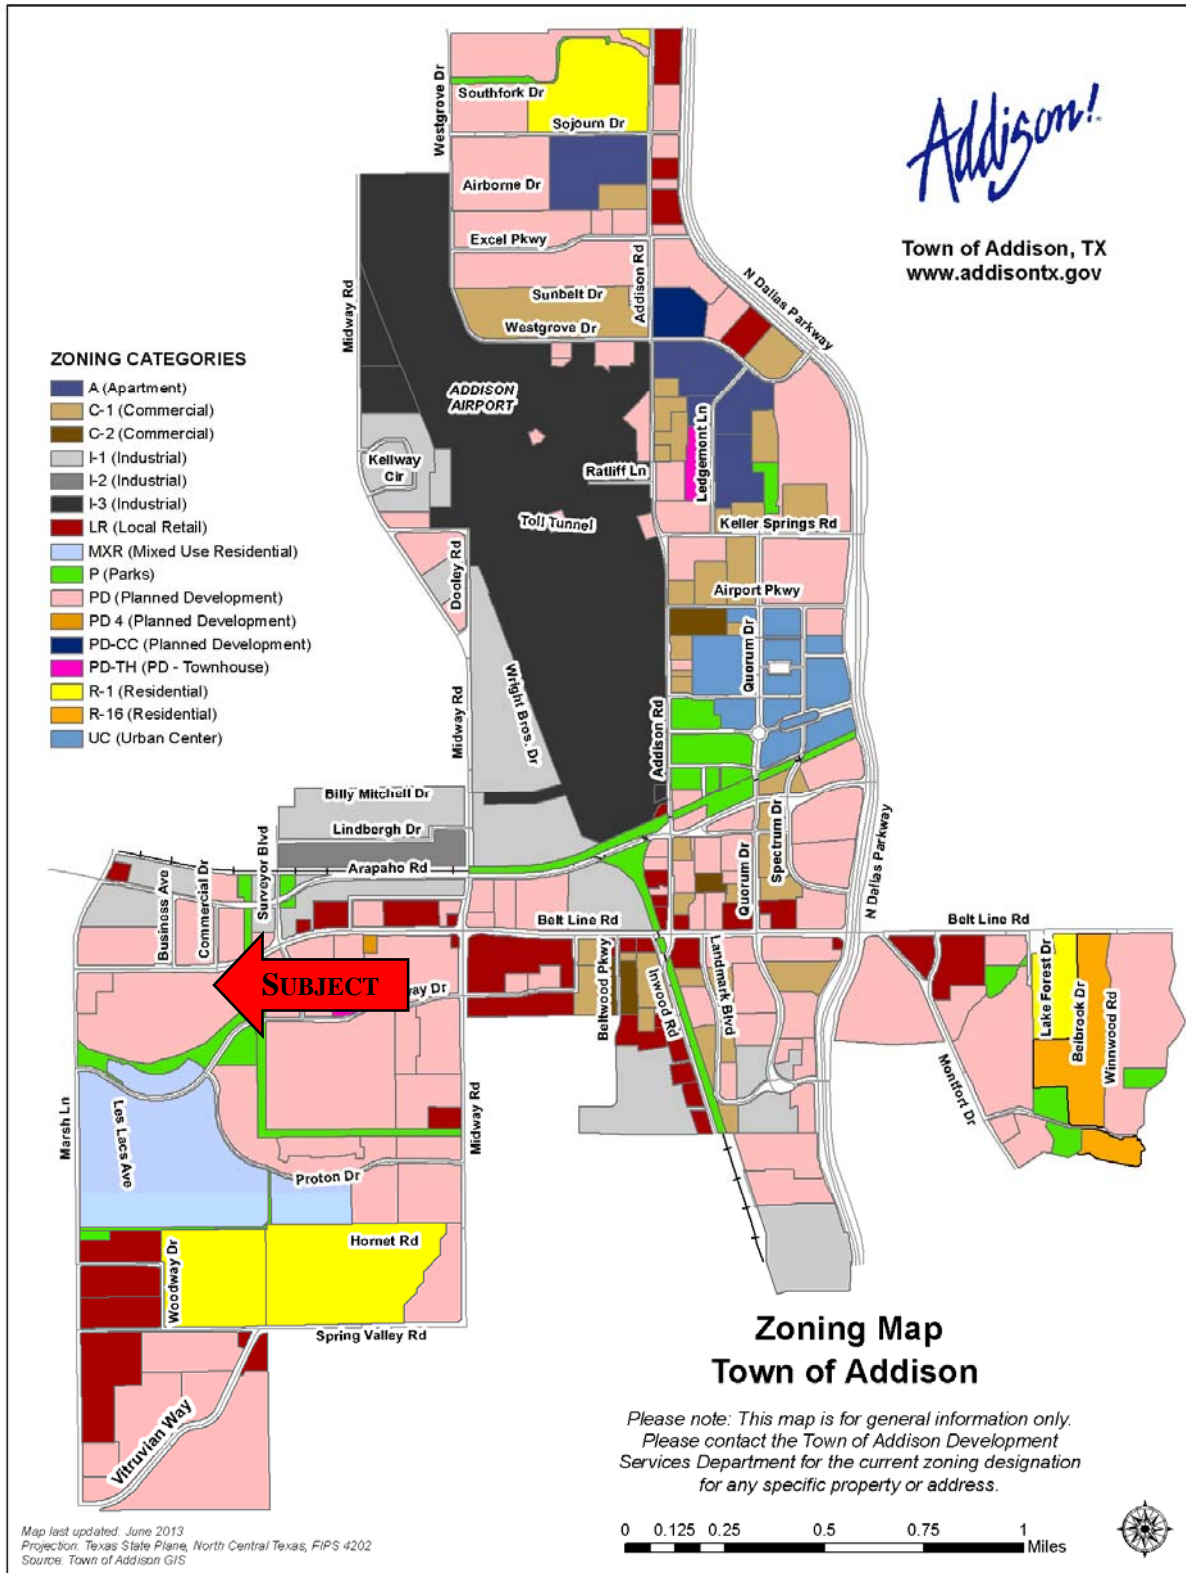 Addison!
Town of Addison, TX
www.addisontx.gov
Westgrove Dr
Southfork Dr
Sojourn Dr
Airborne Dr
Excel Pkwy
Addison Rd
Sunbelt Dr
Westgrove Dr
N Dallas Parkway
Midway Rd
ZONING CATEGORIES
A (Apartment)
C-1 (Commercial)
C-2 (Commercial)
I-1 (Industrial)
I-2 (Industrial)
I-3 (Industrial)
LR (Local Retail)
MXR (Mixed Use Residential)
P (Parks)
PD (Planned Development)
PD 4 (Planned Development)
PD-CC (Planned Development)
PD-TH (PD - Townhouse)
R-1 (Residential)
R-16 (Residential)
UC (Urban Center)
ADDISON
AIRPORT
Kellway
Cir
Ratliff Ln
Ledgemont Ln
Toll Tunnel
Keller Springs Rd
Dooley Rd
Airport Pkwy
Quorum Dr
Wright Bros. Dr
Midway Rd
Addison Rd
Billy Mitchell Dr
Lindbergh Dr
Arapaho Rd
Surveyor Blvd
Business Ave
Commercial Dr
Quorum Dr
Spectrum Dr
N Dallas Parkway
Belt Line Rd
Belt Line Rd
SUBJECT
way Dr
Beltwood Pkwy
Inwood Rd
Landmark Blvd
Lake Forest Dr
Belbrook Dr
Winnwood Rd
Montfort Dr
Marsh Ln
Les Lacs Ave
Midway Rd
Proton Dr
Hornet Rd
Woodway Dr
Spring Valley Rd
Vitruvian Way
Zoning Map
Town of Addison
Please note: This map is for general information only.
Please contact the Town of Addison Development
Services Department for the current zoning designation
for any specific property or address.
0 0.125 0.25 0.5 0.75 1
Miles
Map last updated: June 2013
Projection: Texas State Plane, North Central Texas, FIPS 4202
Source: Town of Addison GIS